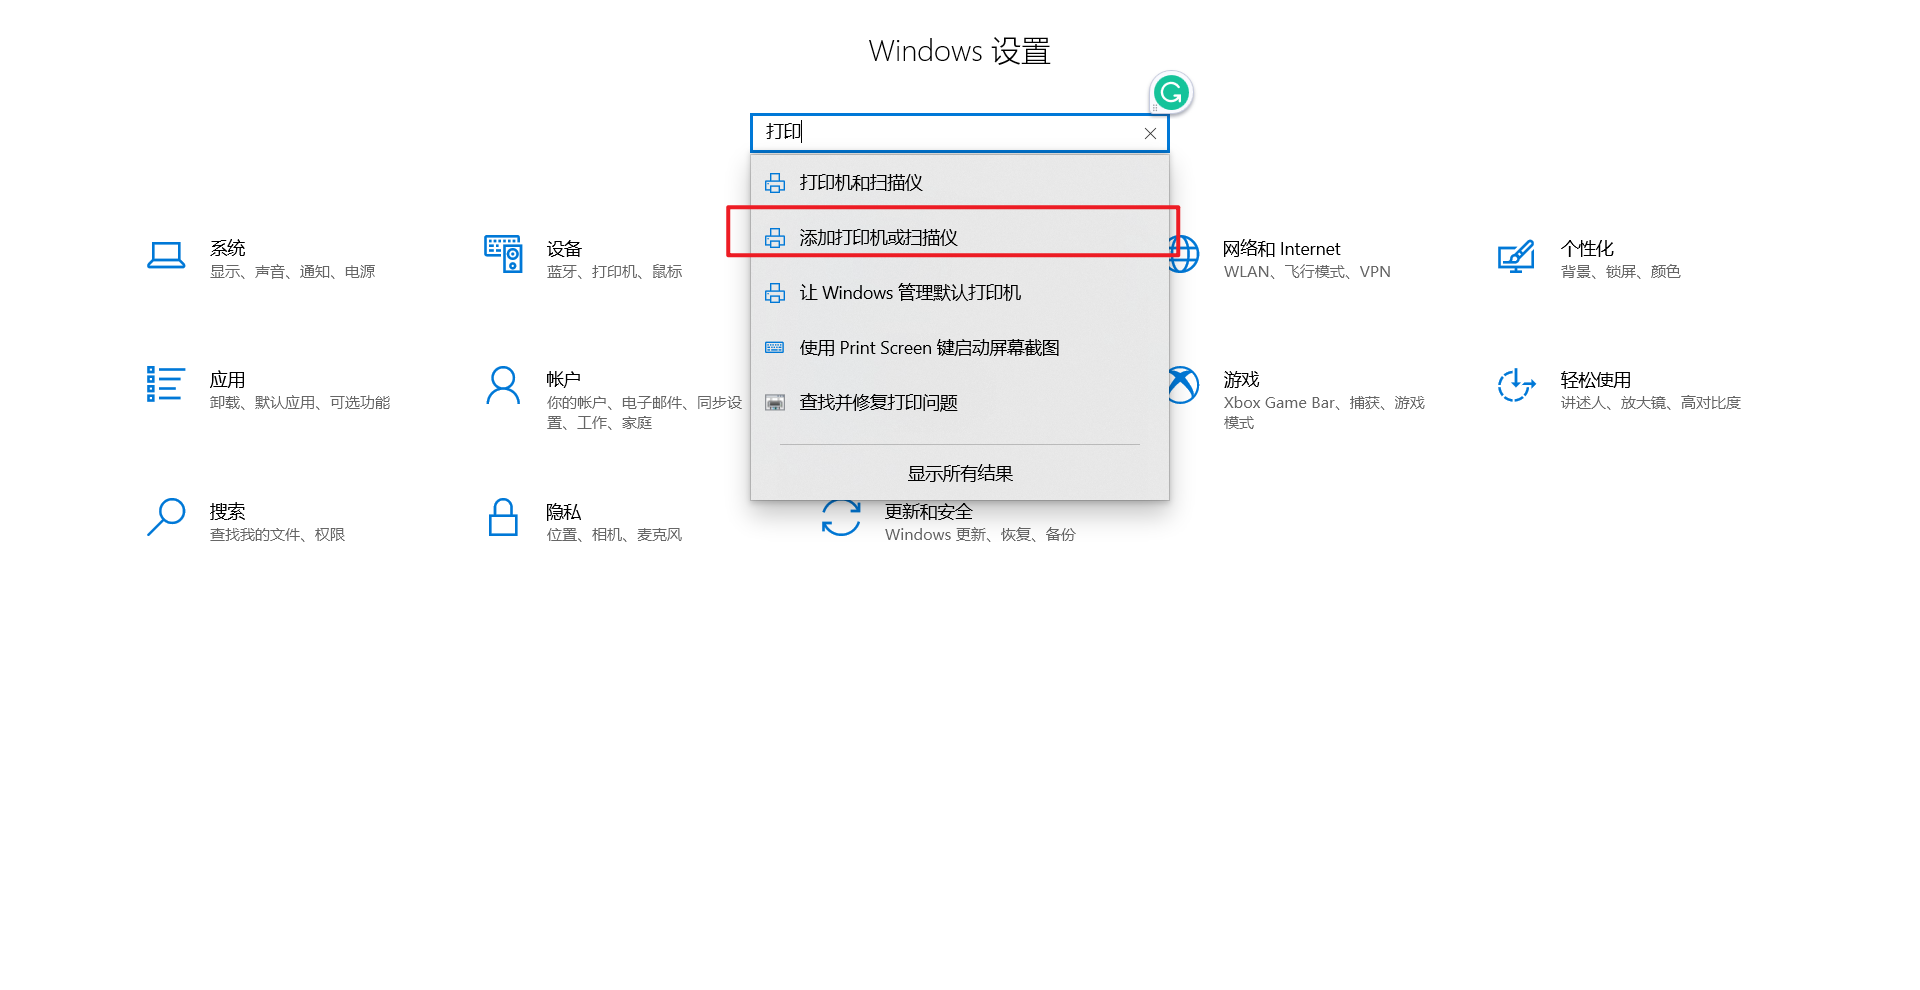 Windows 设置
打印
打印机和扫描仪
添加打印机或扫描仪
让 Windows 管理默认打印机
使用 Print Screen 键启动屏幕截图
查找并修复打印问题
显示所有结果
系统
显示、声音、通知、电源
设备
蓝牙、打印机、鼠标
网络和 Internet
WLAN、飞行模式、VPN
个性化
背景、锁屏、颜色
应用
卸载、默认应用、可选功能
帐户
你的帐户、电子邮件、同步设
置、工作、家庭
游戏
Xbox Game Bar、捕获、游戏
模式
轻松使用
讲述人、放大镜、高对比度
搜索
查找我的文件、权限
隐私
位置、相机、麦克风
更新和安全
Windows 更新、恢复、备份